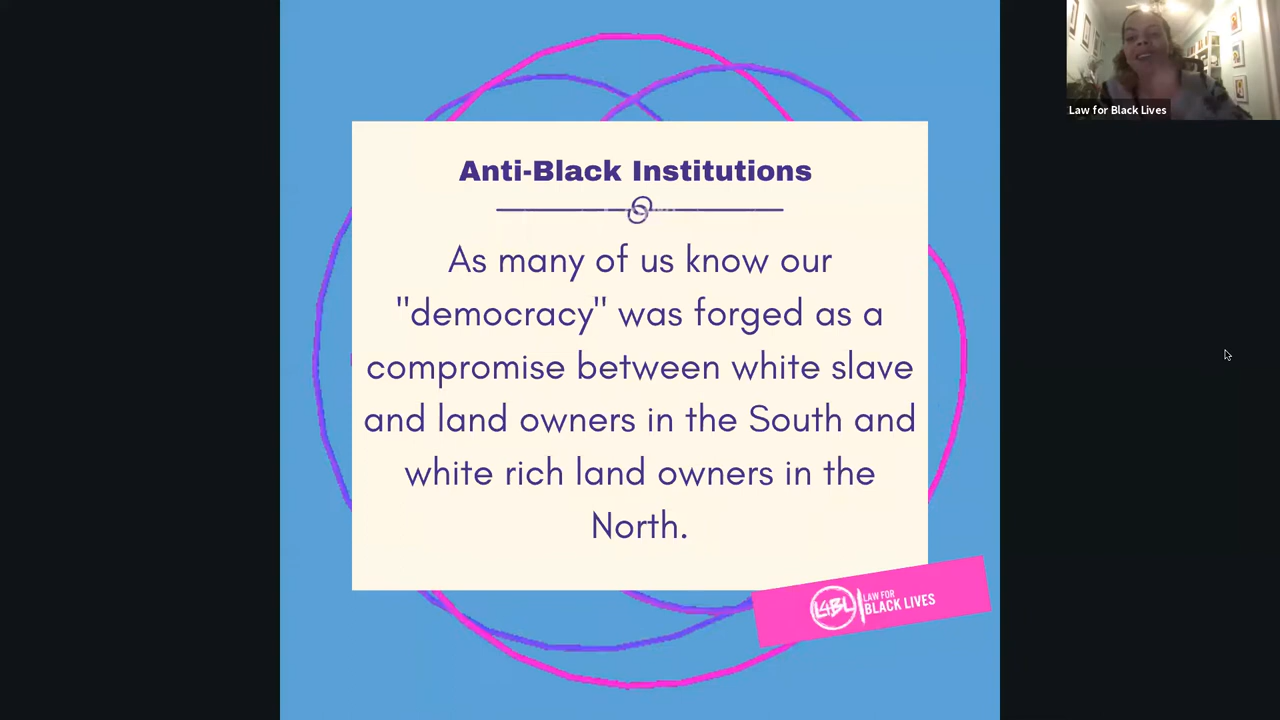 Law for Black Lives
Anti-Black Institutions
As many of us know our
"democracy" was forged as a
compromise between white slave
and land owners in the South and
white rich land owners in the
North.
L4BL
LAW FOR
BLACK LIVES